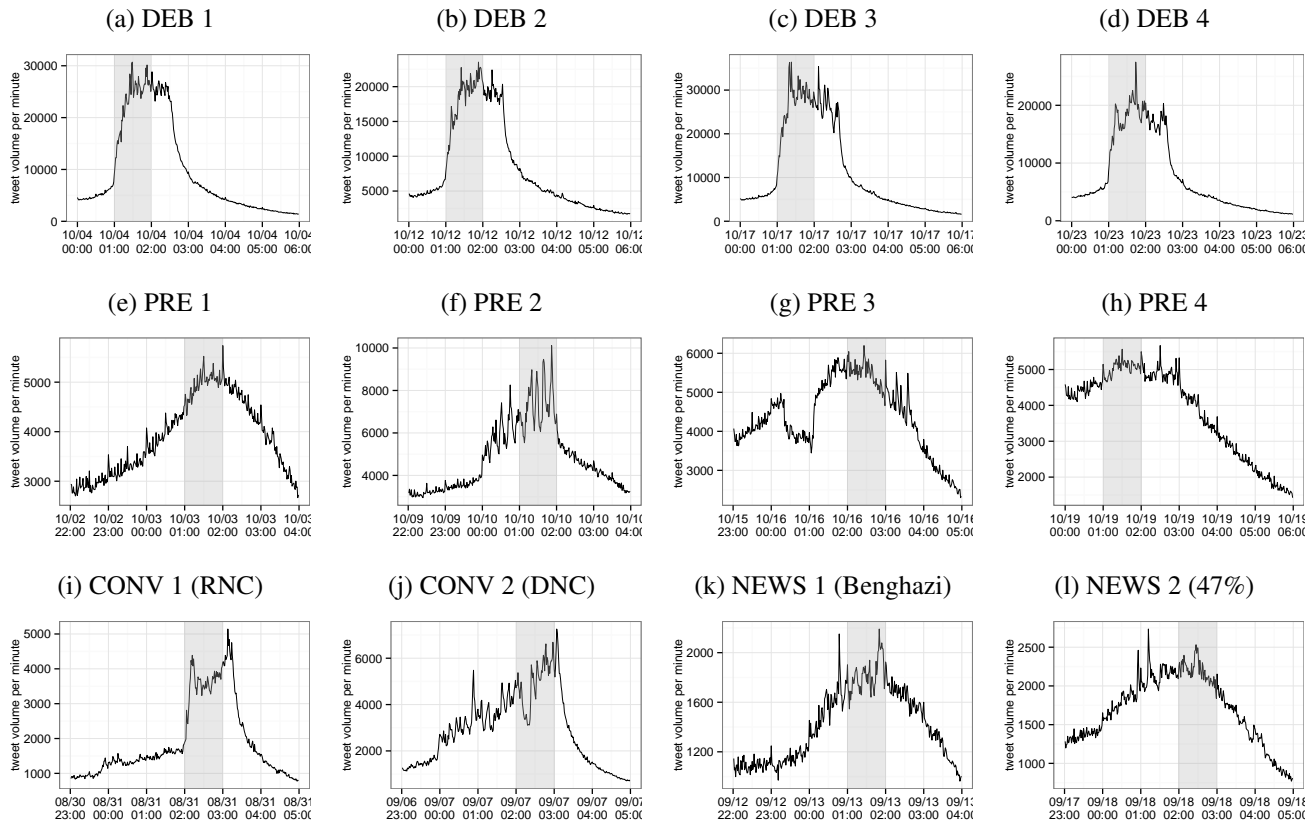 (a) DEB 1
(b) DEB 2
(c) DEB 3
(d) DEB 4
tweet volume per minute
30000
20000
10000
0
10/04 10/04 10/04 10/04 10/04 10/04 10/04
00:00 01:00 02:00 03:00 04:00 05:00 06:00
tweet volume per minute
20000
15000
10000
5000
10/12 10/12 10/12 10/12 10/12 10/12 10/12
00:00 01:00 02:00 03:00 04:00 05:00 06:00
tweet volume per minute
30000
20000
10000
0
10/17 10/17 10/17 10/17 10/17 10/17 10/17
00:00 01:00 02:00 03:00 04:00 05:00 06:00
tweet volume per minute
20000
10000
0
10/23 10/23 10/23 10/23 10/23 10/23 10/23
00:00 01:00 02:00 03:00 04:00 05:00 06:00
(e) PRE 1
(f) PRE 2
(g) PRE 3
(h) PRE 4
tweet volume per minute
5000
4000
3000
10/02 10/02 10/03 10/03 10/03 10/03 10/03
22:00 23:00 00:00 01:00 02:00 03:00 04:00
tweet volume per minute
10000
8000
6000
4000
10/09 10/09 10/10 10/10 10/10 10/10 10/10
22:00 23:00 00:00 01:00 02:00 03:00 04:00
tweet volume per minute
6000
5000
4000
3000
10/15 10/16 10/16 10/16 10/16 10/16 10/16
23:00 00:00 01:00 02:00 03:00 04:00 05:00
tweet volume per minute
5000
4000
3000
2000
10/19 10/19 10/19 10/19 10/19 10/19 10/19
00:00 01:00 02:00 03:00 04:00 05:00 06:00
(i) CONV 1 (RNC)
(j) CONV 2 (DNC)
(k) NEWS 1 (Benghazi)
(l) NEWS 2 (47%)
tweet volume per minute
5000
4000
3000
2000
1000
08/30 08/31 08/31 08/31 08/31 08/31 08/31
23:00 00:00 01:00 02:00 03:00 04:00 05:00
tweet volume per minute
6000
4000
2000
09/06 09/07 09/07 09/07 09/07 09/07 09/07
23:00 00:00 01:00 02:00 03:00 04:00 05:00
tweet volume per minute
2000
1600
1200
09/12 09/12 09/13 09/13 09/13 09/13 09/13
22:00 23:00 00:00 01:00 02:00 03:00 04:00
tweet volume per minute
2500
2000
1500
1000
09/17 09/18 09/18 09/18 09/18 09/18 09/18
23:00 00:00 01:00 02:00 03:00 04:00 05:00